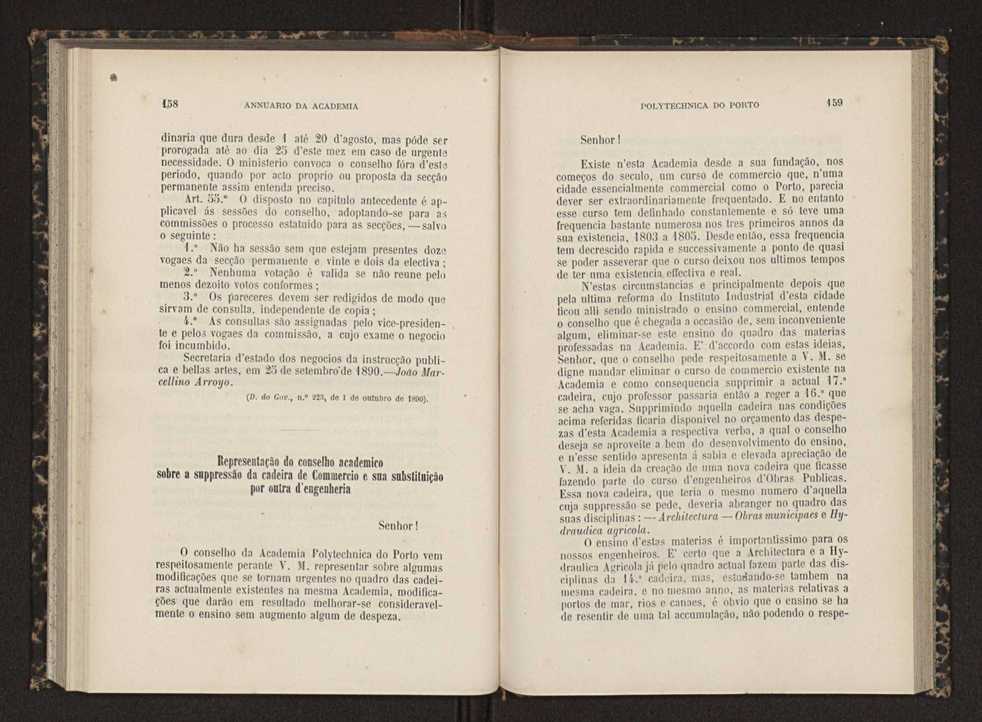 158
ANNUARIO DA ACADEMIA
dinaria que dura desde 1 até 20 d'agosto, mas póde ser
prorogada até ao dia 25 d'este mez em caso de urgente
necessidade. O ministerio convoca o conselho fóra d'este
periodo, quando por acto proprio ou proposta da secção
permanente assim entenda preciso.
Art. 55.º O disposto no capitulo antecedente é ap-
plicavel ás sessões do conselho, adoptando-se para as
commissões o processo estatuido para as secções, — salvo
o seguinte:
1.º Não ha sessão sem que estejam presentes doze
vogaes da secção permanente e vinte e dois da electiva;
2.º Nenhuma votação é valida se não reune pelo
menos dezoito votos conformes;
3.º Os pareceres devem ser redigidos de modo que
sirvam de consulta, independente de copia;
4.º As consultas são assignadas pelo vice-presiden-
te e pelos vogaes da commissão, a cujo exame o negocio
foi incumbido.
Secretaria d'estado dos negocios da instrucção publi-
ca e bellas artes, em 25 de setembro de 1890.—João Mar-
cellino Arroyo.
(D. do Gov., n.º 223, de 1 de outubro de 1890).
Representação do conselho academico
sobre a suppressão da cadeira de Commercio e sua substituição
por outra d'engenheria
Senhor!
O conselho da Academia Polytechnica do Porto vem
respeitosamente perante V. M. representar sobre algumas
modificações que se tornam urgentes no quadro das cadei-
ras actualmente existentes na mesma Academia, modifica-
ções que darão em resultado melhorar-se consideravel-
mente o ensino sem augmento algum de despeza.
POLYTECHNICA DO PORTO
159
Senhor!
Existe n'esta Academia desde a sua fundação, nos
começos do seculo, um curso de commercio que, n'uma
cidade essencialmente commercial como o Porto, parecia
dever ser extraordinariamente frequentado. E no entanto
esse curso tem definhado constantemente e só teve uma
frequencia bastante numerosa nos tres primeiros annos da
sua existencia, 1803 a 1805. Desde então, essa frequencia
tem decrescido rapida e successivamente a ponto de quasi
se poder asseverar que o curso deixou nos ultimos tempos
de ter uma existencia effectiva e real.
N'estas circumstancias e principalmente depois que
pela ultima reforma do Instituto Industrial d'esta cidade
ficou alli sendo ministrado o ensino commercial, entende
o conselho que é chegada a occasião de, sem inconveniente
algum, eliminar-se este ensino do quadro das materias
professadas na Academia. E' d'accordo com estas ideias,
Senhor, que o conselho pede respeitosamente a V. M. se
digne mandar eliminar o curso de commercio existente na
Academia e como consequencia supprimir a actual 17.ª
cadeira, cujo professor passaria então a reger a 16.ª que
se acha vaga. Supprimindo aquella cadeira nas condições
acima referidas ficaria disponivel no orçamento das despe-
zas d'esta Academia a respectiva verba, a qual o conselho
deseja se aproveite a bem do desenvolvimento do ensino,
e n'esse sentido apresenta á sabia e elevada apreciação de
V. M. a ideia da creação de uma nova cadeira que ficasse
fazendo parte do curso d'engenheiros d'Obras Publicas.
Essa nova cadeira, que teria o mesmo numero d'aquella
cuja suppressão se pede, deveria abranger no quadro das
suas disciplinas: — Architectura — Obras municipaes e Hy-
draudica agricola.
O ensino d'estas materias é importantissimo para os
nossos engenheiros. E' certo que a Architectura e a Hy-
draulica Agricola já pelo quadro actual fazem parte das dis-
ciplinas da 14.ª cadeira, mas, estudando-se tambem na
mesma cadeira, e no mesmo anno, as materias relativas a
portos de mar, rios e canaes, é obvio que o ensino se ha
de resentir de uma tal accumulação, não podendo o respe-